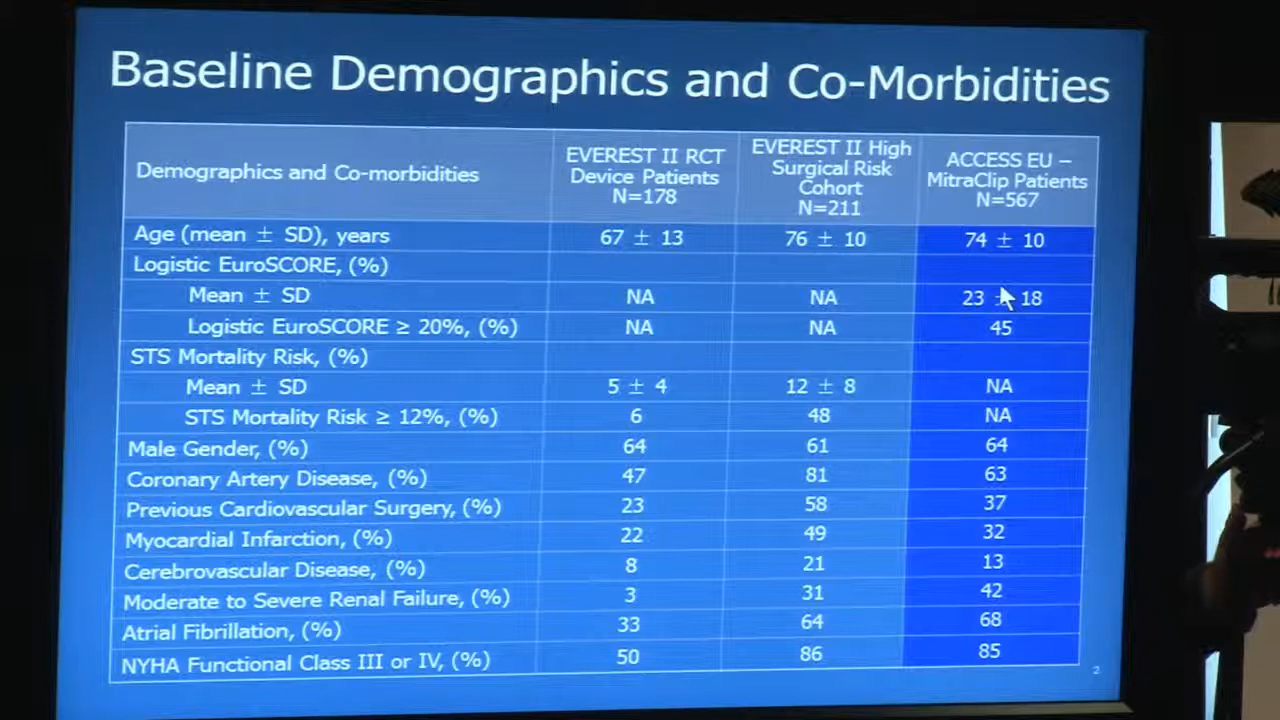 Baseline Demographics and Co-Morbidities
Demographics and Co-morbidities
EVEREST II RCT
Device Patients
N=178
EVEREST II High
Surgical Risk
Cohort
N=211
ACCESS EU –
MitraClip Patients
N=567
Age (mean ± SD), years 67 ± 13 76 ± 10 74 ± 10
Logistic EuroSCORE, (%)
Mean ± SD NA NA 23 ± 18
Logistic EuroSCORE ≥ 20%, (%) NA NA 45
STS Mortality Risk, (%)
Mean ± SD 5 ± 4 12 ± 8 NA
STS Mortality Risk ≥ 12%, (%) 6 48 NA
Male Gender, (%) 64 61 64
Coronary Artery Disease, (%) 47 81 63
Previous Cardiovascular Surgery, (%) 23 58 37
Myocardial Infarction, (%) 22 49 32
Cerebrovascular Disease, (%) 8 21 13
Moderate to Severe Renal Failure, (%) 3 31 42
Atrial Fibrillation, (%) 33 64 68
NYHA Functional Class III or IV, (%) 50 86 85
2